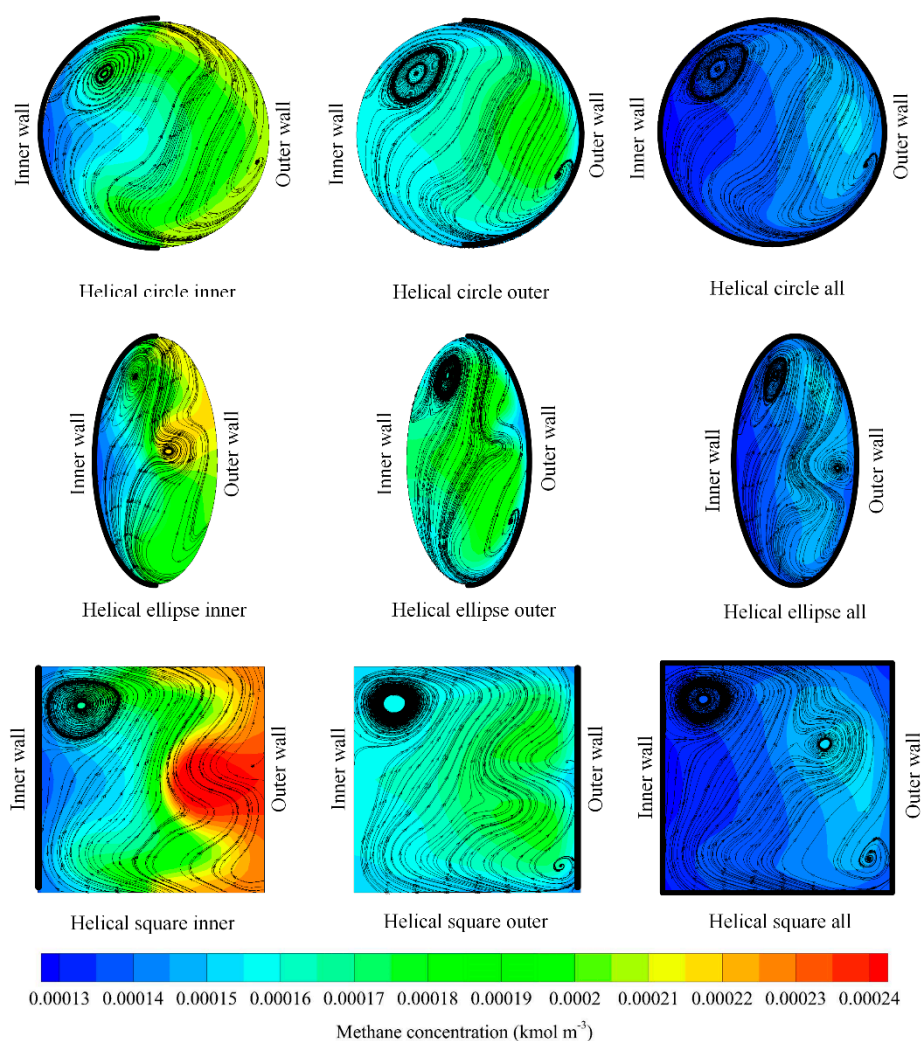 Inner wall
Outer wall
Inner wall
Outer wall
Inner wall
Outer wall
Helical circle inner
Helical circle outer
Helical circle all
Inner wall
Outer wall
Inner wall
Outer wall
Inner wall
Outer wall
Helical ellipse inner
Helical ellipse outer
Helical ellipse all
Inner wall
Outer wall
Inner wall
Outer wall
Inner wall
Outer wall
Helical square inner
Helical square outer
Helical square all
0.00013 0.00014 0.00015 0.00016 0.00017 0.00018 0.00019 0.0002 0.00021 0.00022 0.00023 0.00024
Methane concentration (kmol m⁻³)